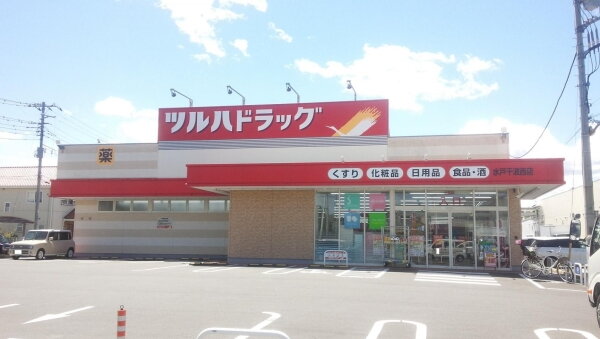 ツルハドラッグ
薬
くすり 化粧品 日用品 食品・酒 水戸千波西店